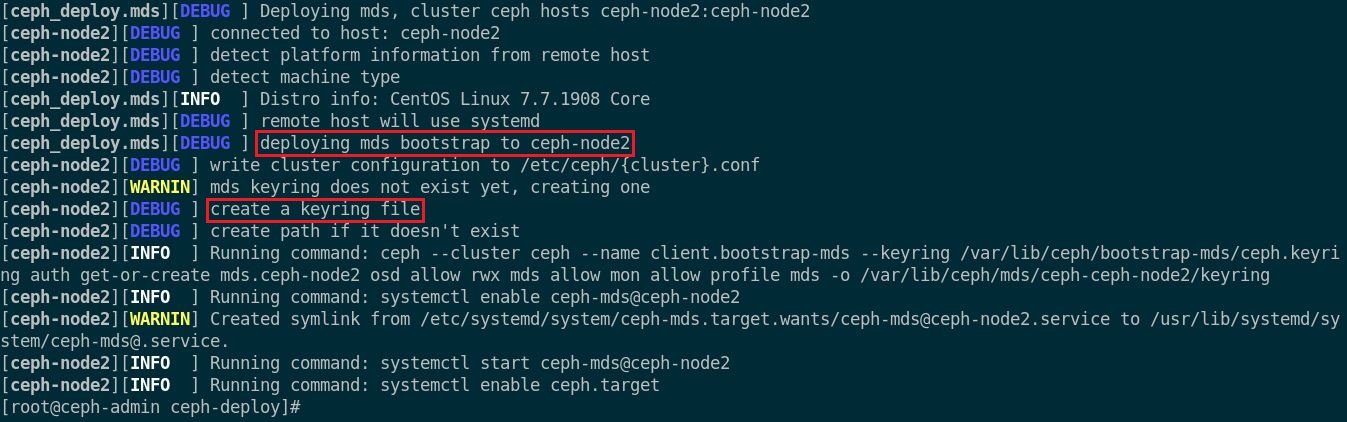 [ceph_deploy.mds][DEBUG ] Deploying mds, cluster ceph hosts ceph-node2:ceph-node2
[ceph-node2][DEBUG ] connected to host: ceph-node2
[ceph-node2][DEBUG ] detect platform information from remote host
[ceph-node2][DEBUG ] detect machine type
[ceph_deploy.mds][INFO  ] Distro info: CentOS Linux 7.7.1908 Core
[ceph_deploy.mds][DEBUG ] remote host will use systemd
[ceph_deploy.mds][DEBUG ] deploying mds bootstrap to ceph-node2
[ceph-node2][DEBUG ] write cluster configuration to /etc/ceph/{cluster}.conf
[ceph-node2][WARNIN] mds keyring does not exist yet, creating one
[ceph-node2][DEBUG ] create a keyring file
[ceph-node2][DEBUG ] create path if it doesn't exist
[ceph-node2][INFO  ] Running command: ceph --cluster ceph --name client.bootstrap-mds --keyring /var/lib/ceph/bootstrap-mds/ceph.keyri
ng auth get-or-create mds.ceph-node2 osd allow rwx mds allow mon allow profile mds -o /var/lib/ceph/mds/ceph-ceph-node2/keyring
[ceph-node2][INFO  ] Running command: systemctl enable ceph-mds@ceph-node2
[ceph-node2][WARNIN] Created symlink from /etc/systemd/system/ceph-mds.target.wants/ceph-mds@ceph-node2.service to /usr/lib/systemd/sy
stem/ceph-mds@.service.
[ceph-node2][INFO  ] Running command: systemctl start ceph-mds@ceph-node2
[ceph-node2][INFO  ] Running command: systemctl enable ceph.target
[root@ceph-admin ceph-deploy]#